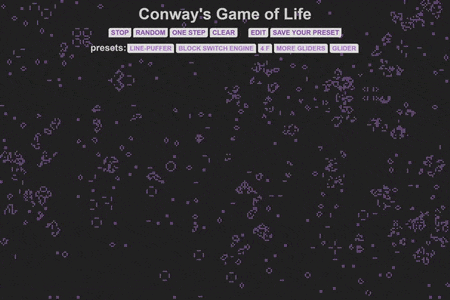 Conway's Game of Life
STOP RANDOM ONE STEP CLEAR EDIT SAVE YOUR PRESET
presets: LINE-PUFFER BLOCK SWITCH ENGINE 4 F MORE GLIDERS GLIDER